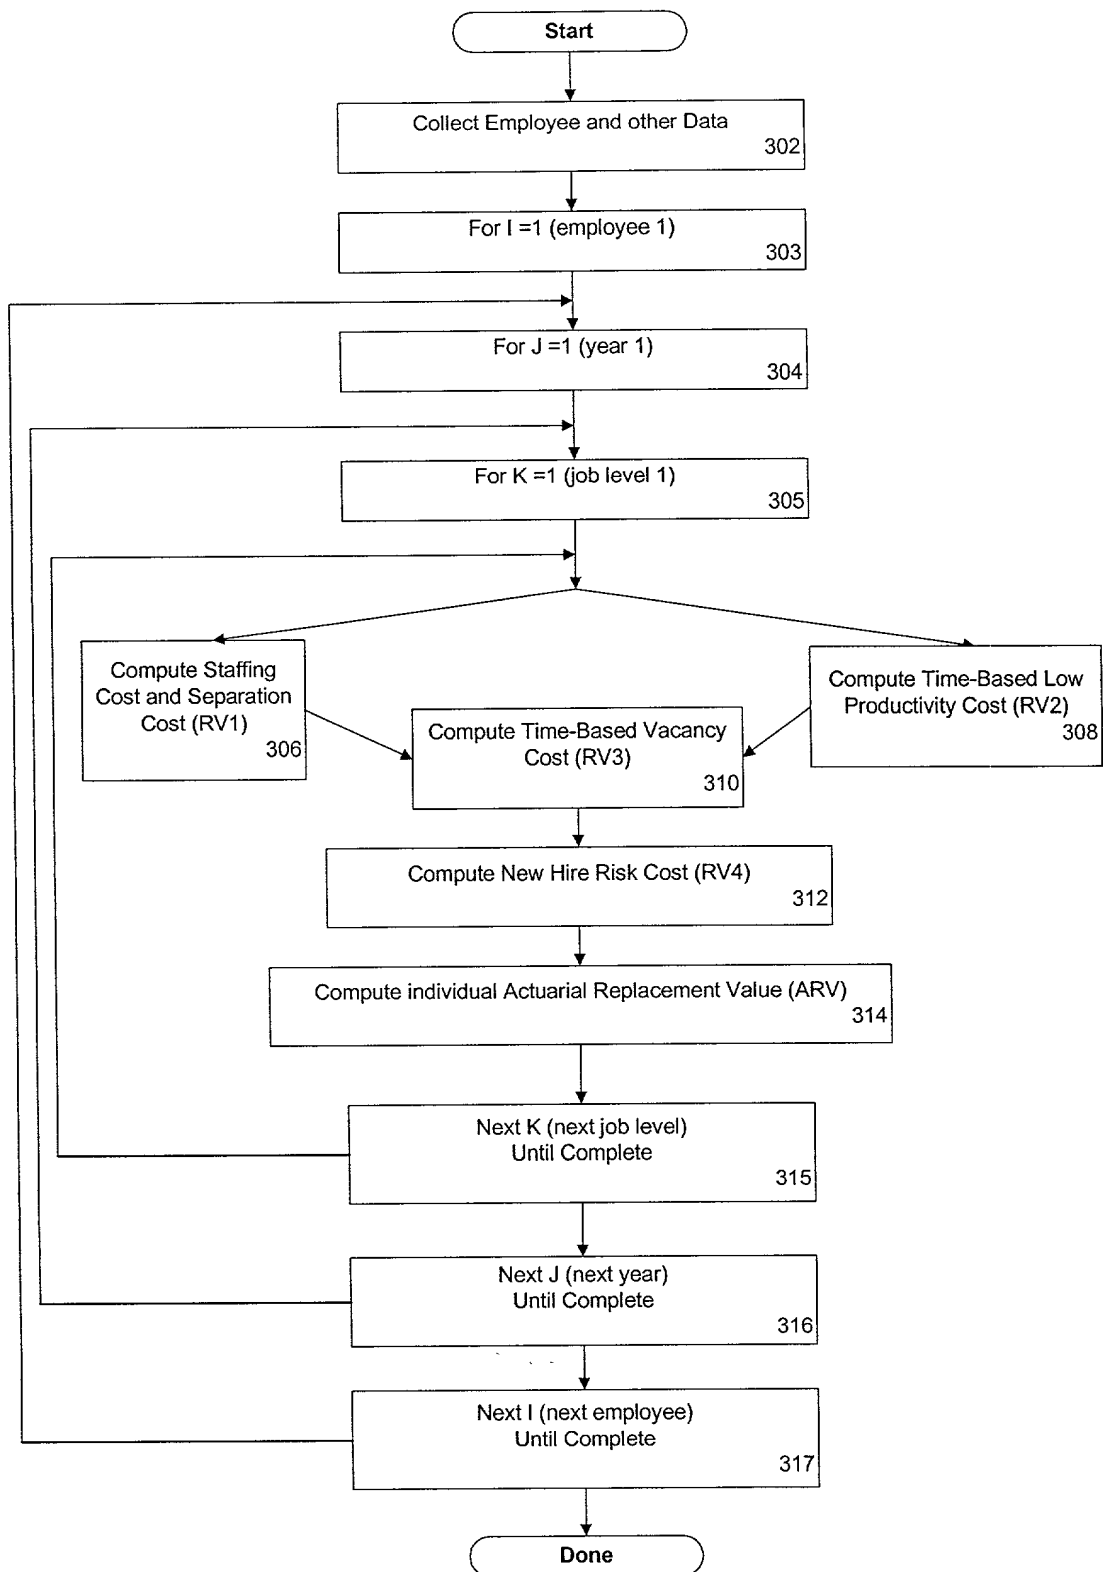 Start
Collect Employee and other Data
302
For I =1 (employee 1)
303
For J =1 (year 1)
304
For K =1 (job level 1)
305
Compute Staffing
Cost and Separation
Cost (RV1)
306
Compute Time-Based Low
Productivity Cost (RV2)
308
Compute Time-Based Vacancy
Cost (RV3)
310
Compute New Hire Risk Cost (RV4)
312
Compute individual Actuarial Replacement Value (ARV)
314
Next K (next job level)
Until Complete
315
Next J (next year)
Until Complete
316
Next I (next employee)
Until Complete
317
Done